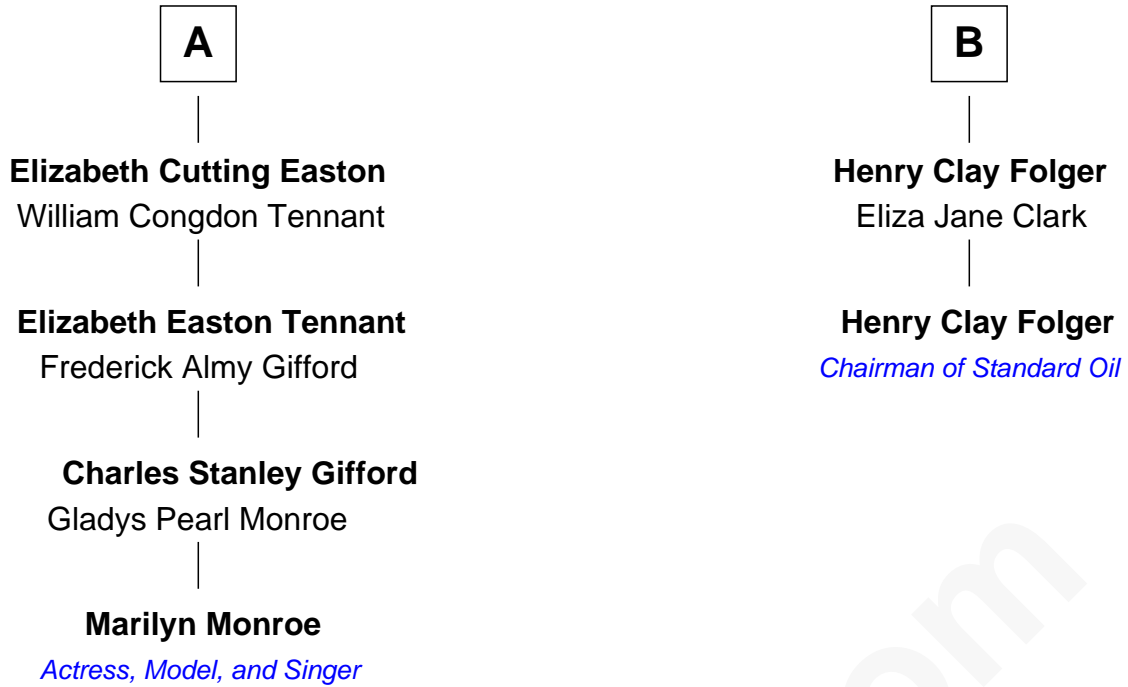 A
Elizabeth Cutting Easton
William Congdon Tennant
Elizabeth Easton Tennant
Frederick Almy Gifford
Charles Stanley Gifford
Gladys Pearl Monroe
Marilyn Monroe
Actress, Model, and Singer
B
Henry Clay Folger
Eliza Jane Clark
Henry Clay Folger
Chairman of Standard Oil
om